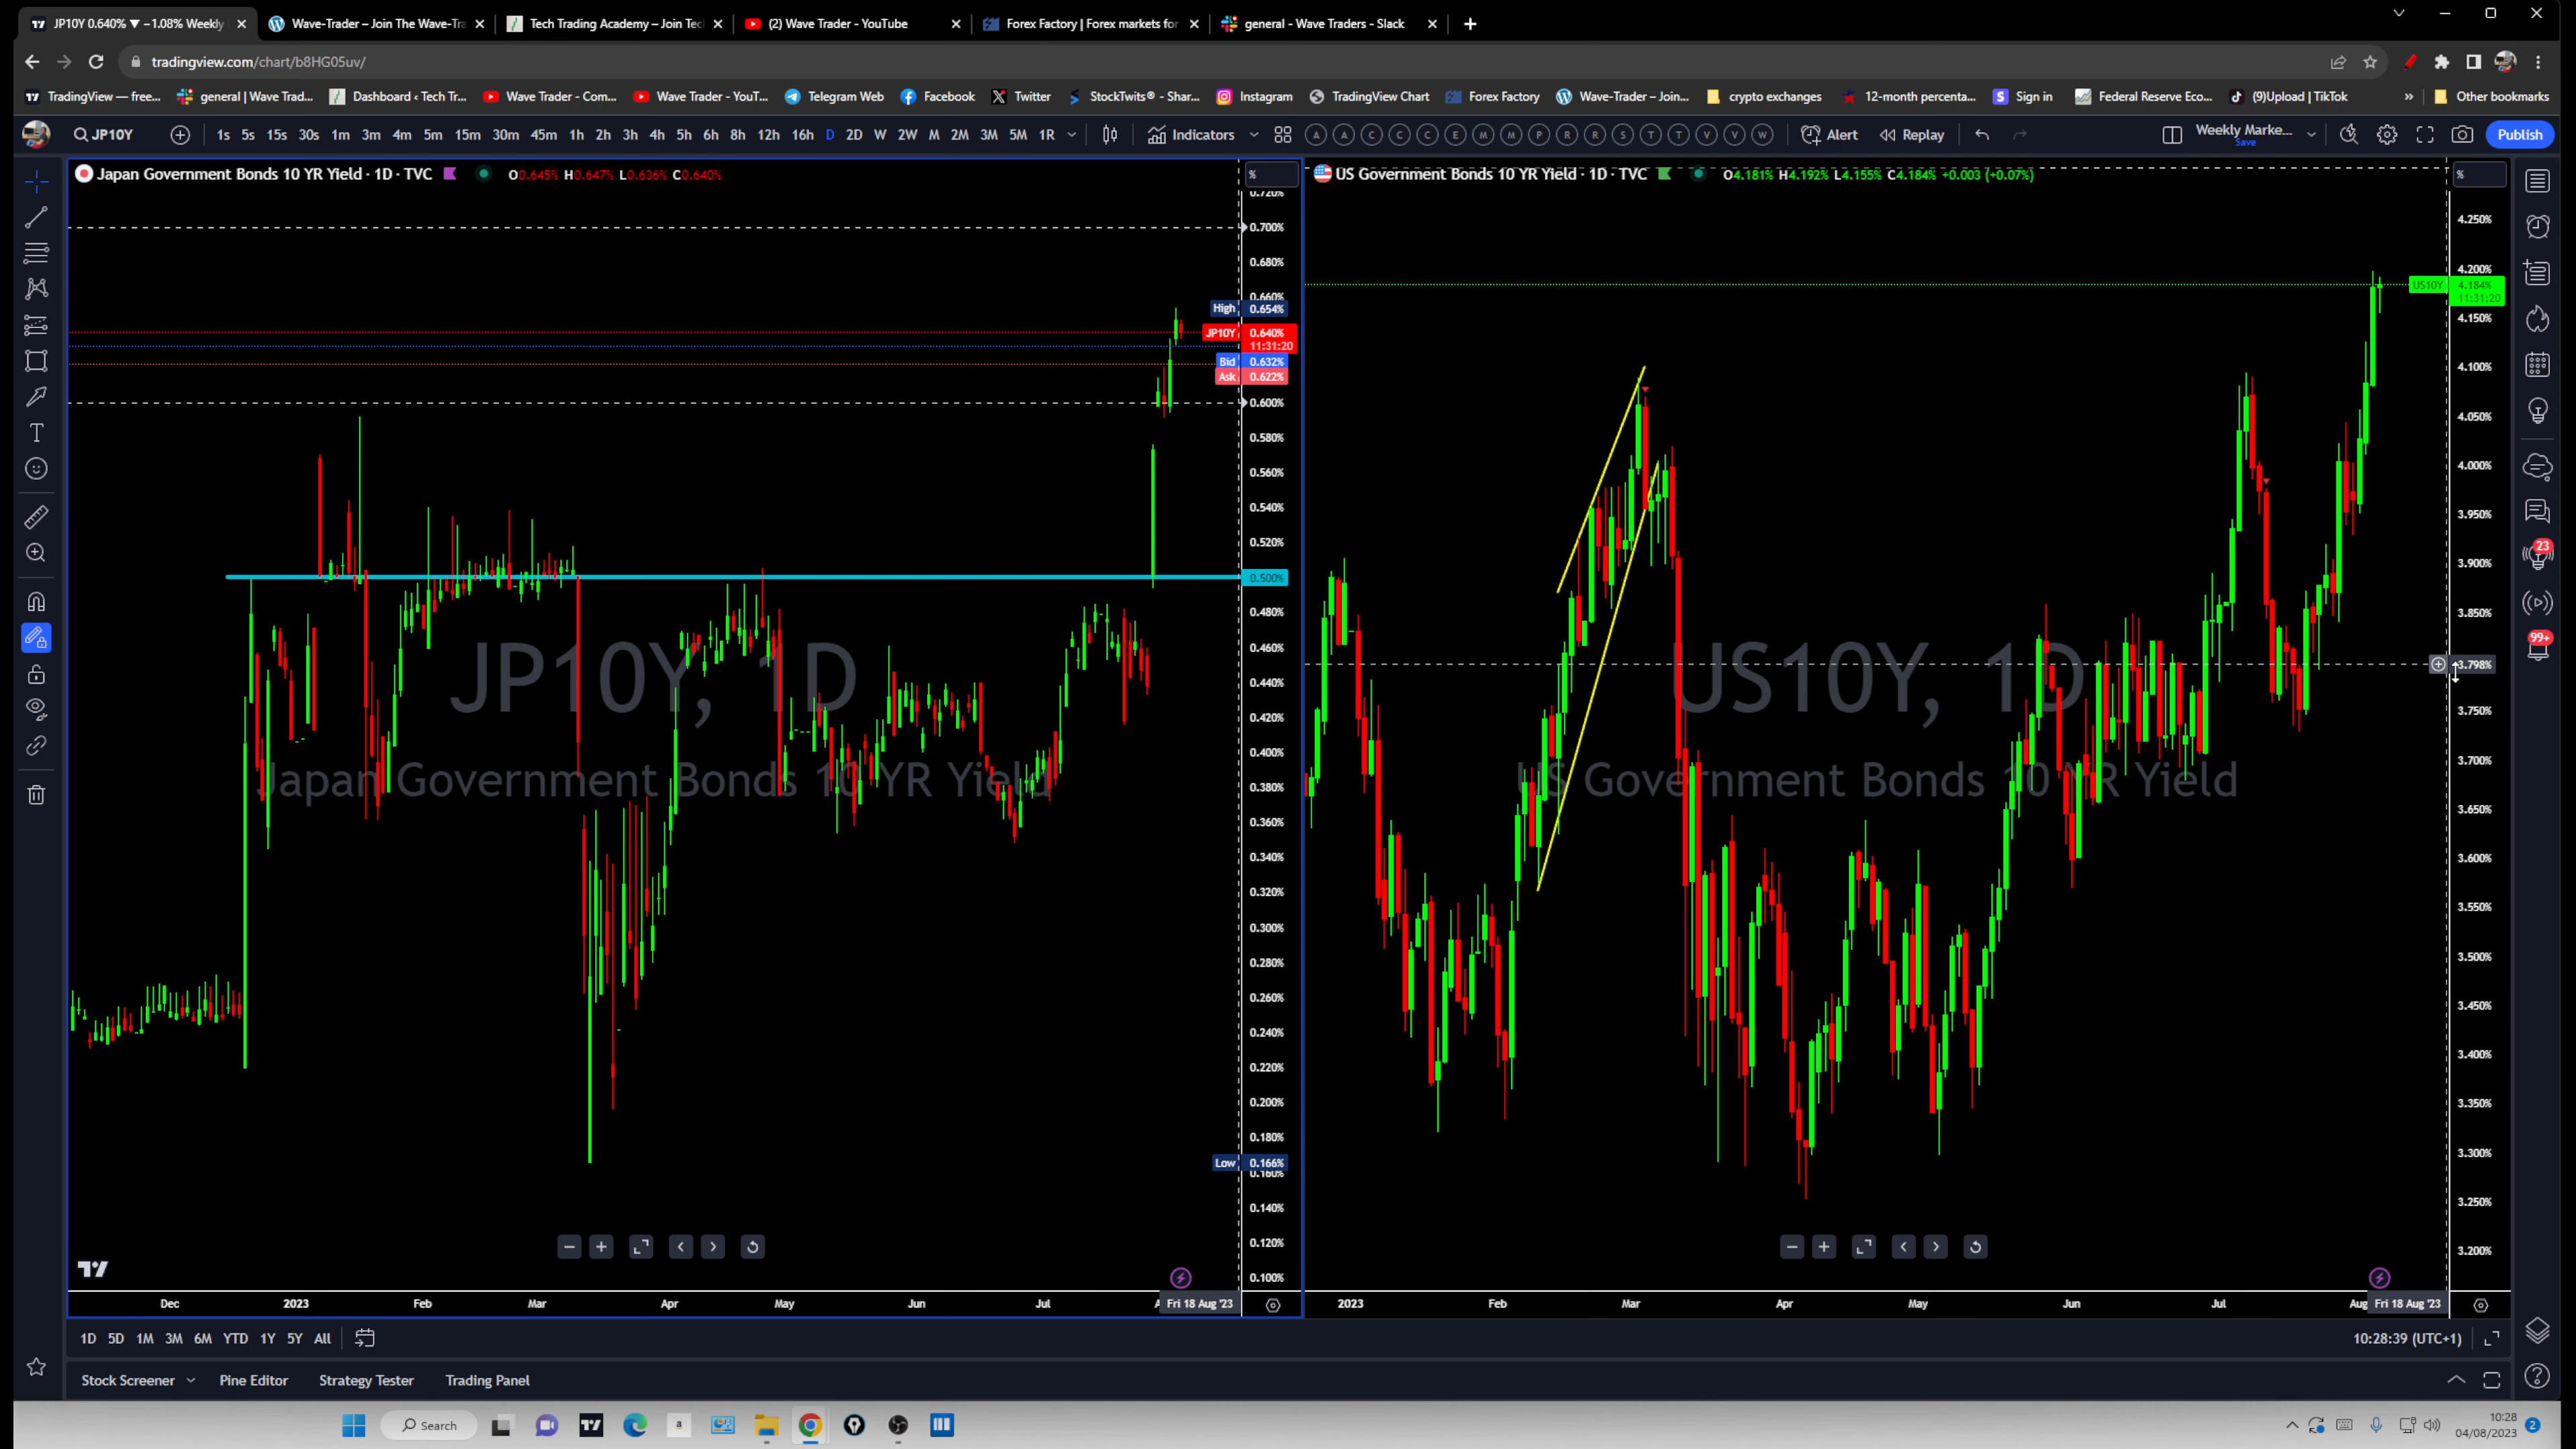 JP10Y 0.640% ▼ −1.08% Weekly
Wave-Trader – Join The Wave-Tra
Tech Trading Academy – Join Tec
(2) Wave Trader - YouTube
Forex Factory | Forex markets for
general - Wave Traders - Slack
tradingview.com/chart/b8HG05uv/
TradingView — free...
general | Wave Trad...
Dashboard ‹ Tech Tr...
Wave Trader - Com...
Wave Trader - YouT...
Telegram Web
Facebook
Twitter
StockTwits® - Shar...
Instagram
TradingView Chart
Forex Factory
Wave-Trader – Join...
crypto exchanges
12-month percenta...
Sign in
Federal Reserve Eco...
(9)Upload | TikTok
» Other bookmarks
JP10Y
1s 5s 15s 30s 1m 3m 4m 5m 15m 30m 45m 1h 2h 3h 4h 5h 6h 8h 12h 16h D 2D W 2W M 2M 3M 5M 1R
Indicators
A A C C C E M M P R R S T T V V W
Alert
Replay
Weekly Marke...
Save
Publish
Japan Government Bonds 10 YR Yield · 1D · TVC
O0.645% H0.647% L0.636% C0.640%
%
0.720%
0.700%
0.680%
0.660%
High 0.654%
JP10Y 0.640%
11:31:20
Bid 0.632%
Ask 0.622%
0.600%
0.580%
0.560%
0.540%
0.520%
0.500%
0.480%
0.460%
0.440%
0.420%
0.400%
0.380%
0.360%
0.340%
0.320%
0.300%
0.280%
0.260%
0.240%
0.220%
0.200%
0.180%
Low 0.166%
0.160%
0.140%
0.120%
0.100%
JP10Y, 1D
Japan Government Bonds 10 YR Yield
Dec 2023 Feb Mar Apr May Jun Jul A Fri 18 Aug '23
US Government Bonds 10 YR Yield · 1D · TVC
O4.181% H4.192% L4.155% C4.184% +0.003 (+0.07%)
%
4.250%
4.200%
US10Y 4.184%
11:31:20
4.150%
4.100%
4.050%
4.000%
3.950%
3.900%
3.850%
3.798%
3.750%
3.700%
3.650%
3.600%
3.550%
3.500%
3.450%
3.400%
3.350%
3.300%
3.250%
3.200%
US10Y, 1D
US Government Bonds 10 YR Yield
2023 Feb Mar Apr May Jun Jul Aug Fri 18 Aug '23
23
99+
1D 5D 1M 3M 6M YTD 1Y 5Y All
10:28:39 (UTC+1)
Stock Screener
Pine Editor
Strategy Tester
Trading Panel
Search
a
10:28
04/08/2023
2